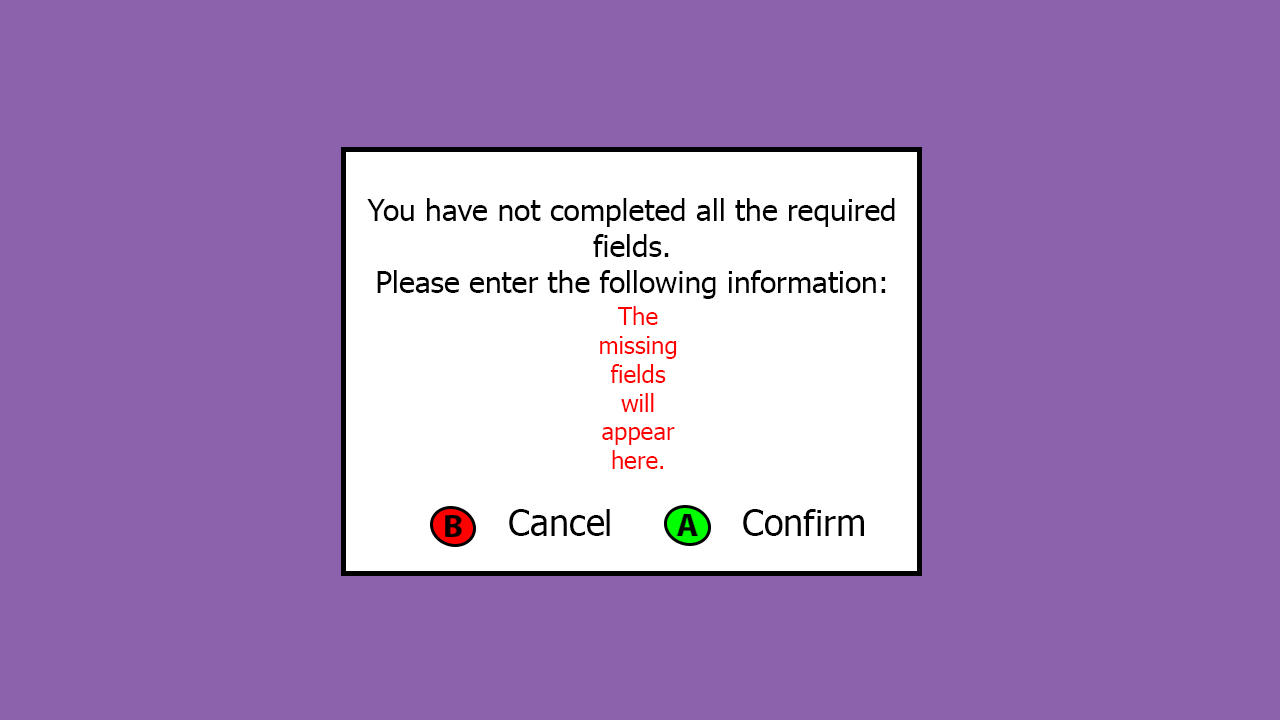 You have not completed all the required
fields.
Please enter the following information:
The
missing
fields
will
appear
here.
B Cancel A Confirm